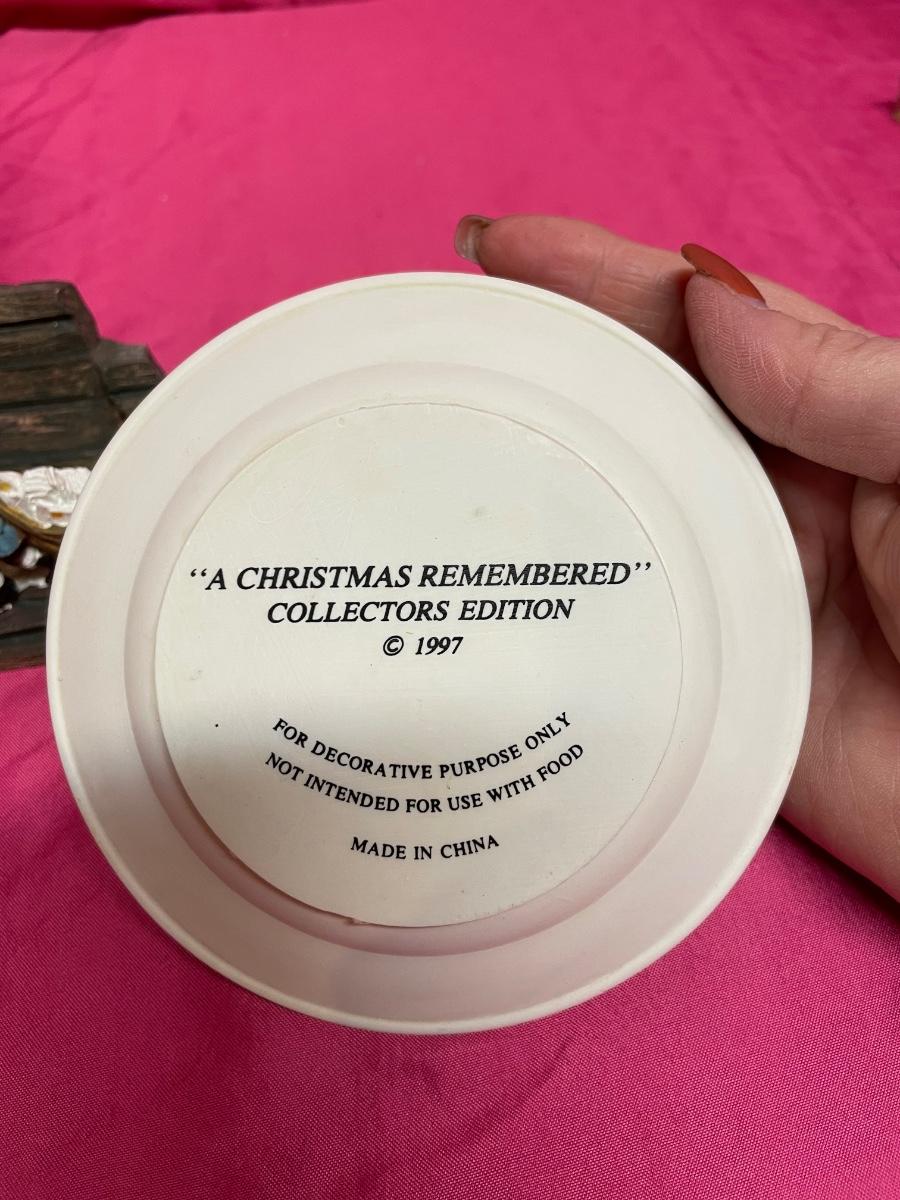 “A CHRISTMAS REMEMBERED”
COLLECTORS EDITION
© 1997
FOR DECORATIVE PURPOSE ONLY
NOT INTENDED FOR USE WITH FOOD
MADE IN CHINA